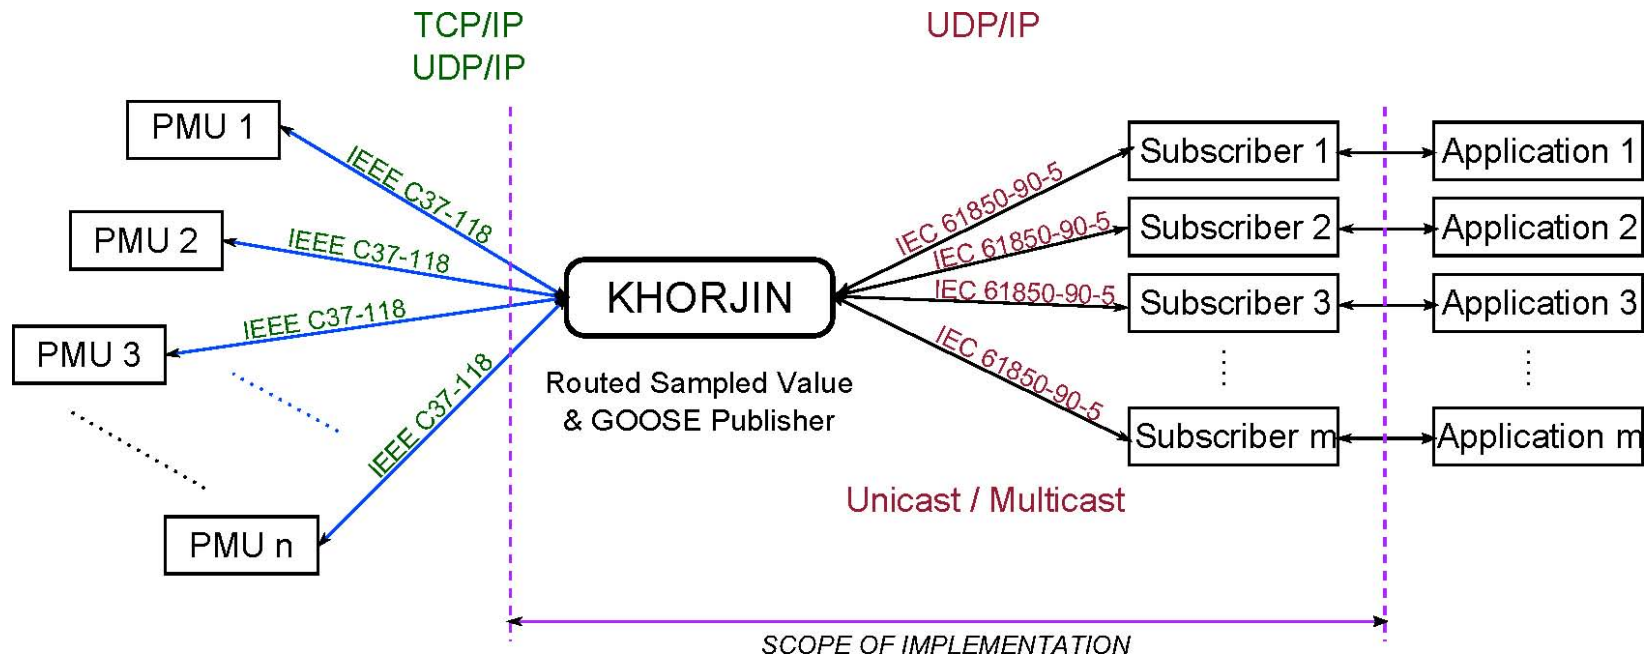 TCP/IP
UDP/IP
UDP/IP
PMU 1
PMU 2
PMU 3
PMU n
IEEE C37-118
IEEE C37-118
IEEE C37-118
IEEE C37-118
KHORJIN
Routed Sampled Value
& GOOSE Publisher
IEC 61850-90-5
IEC 61850-90-5
IEC 61850-90-5
IEC 61850-90-5
Subscriber 1
Application 1
Subscriber 2
Application 2
Subscriber 3
Application 3
Subscriber m
Application m
Unicast / Multicast
SCOPE OF IMPLEMENTATION